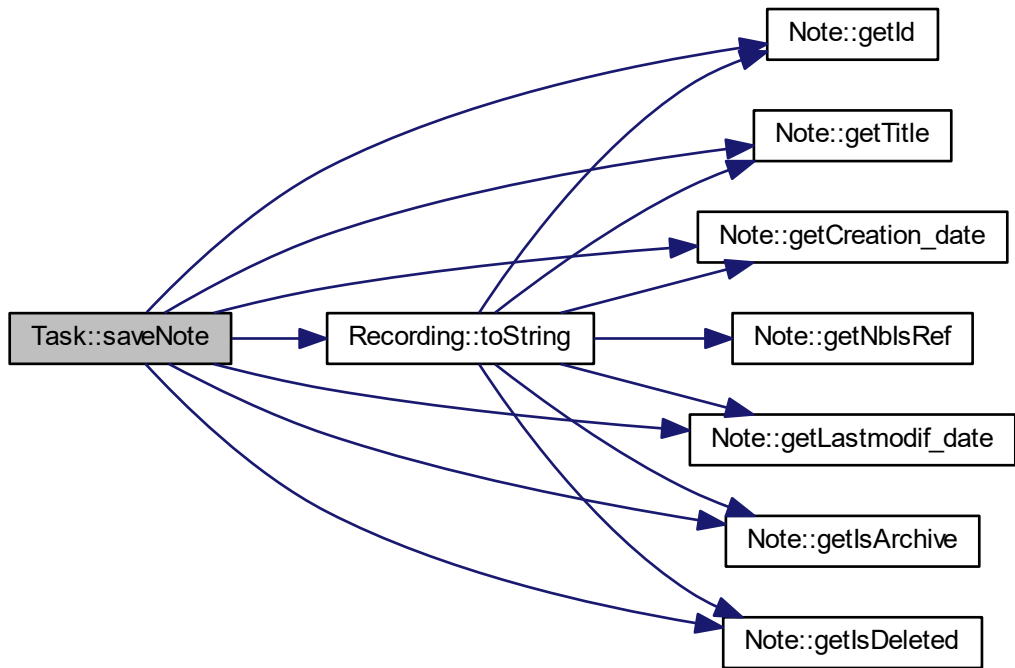 Note::getId
Note::getTitle
Note::getCreation_date
Task::saveNote
Recording::toString
Note::getNbIsRef
Note::getLastmodif_date
Note::getIsArchive
Note::getIsDeleted